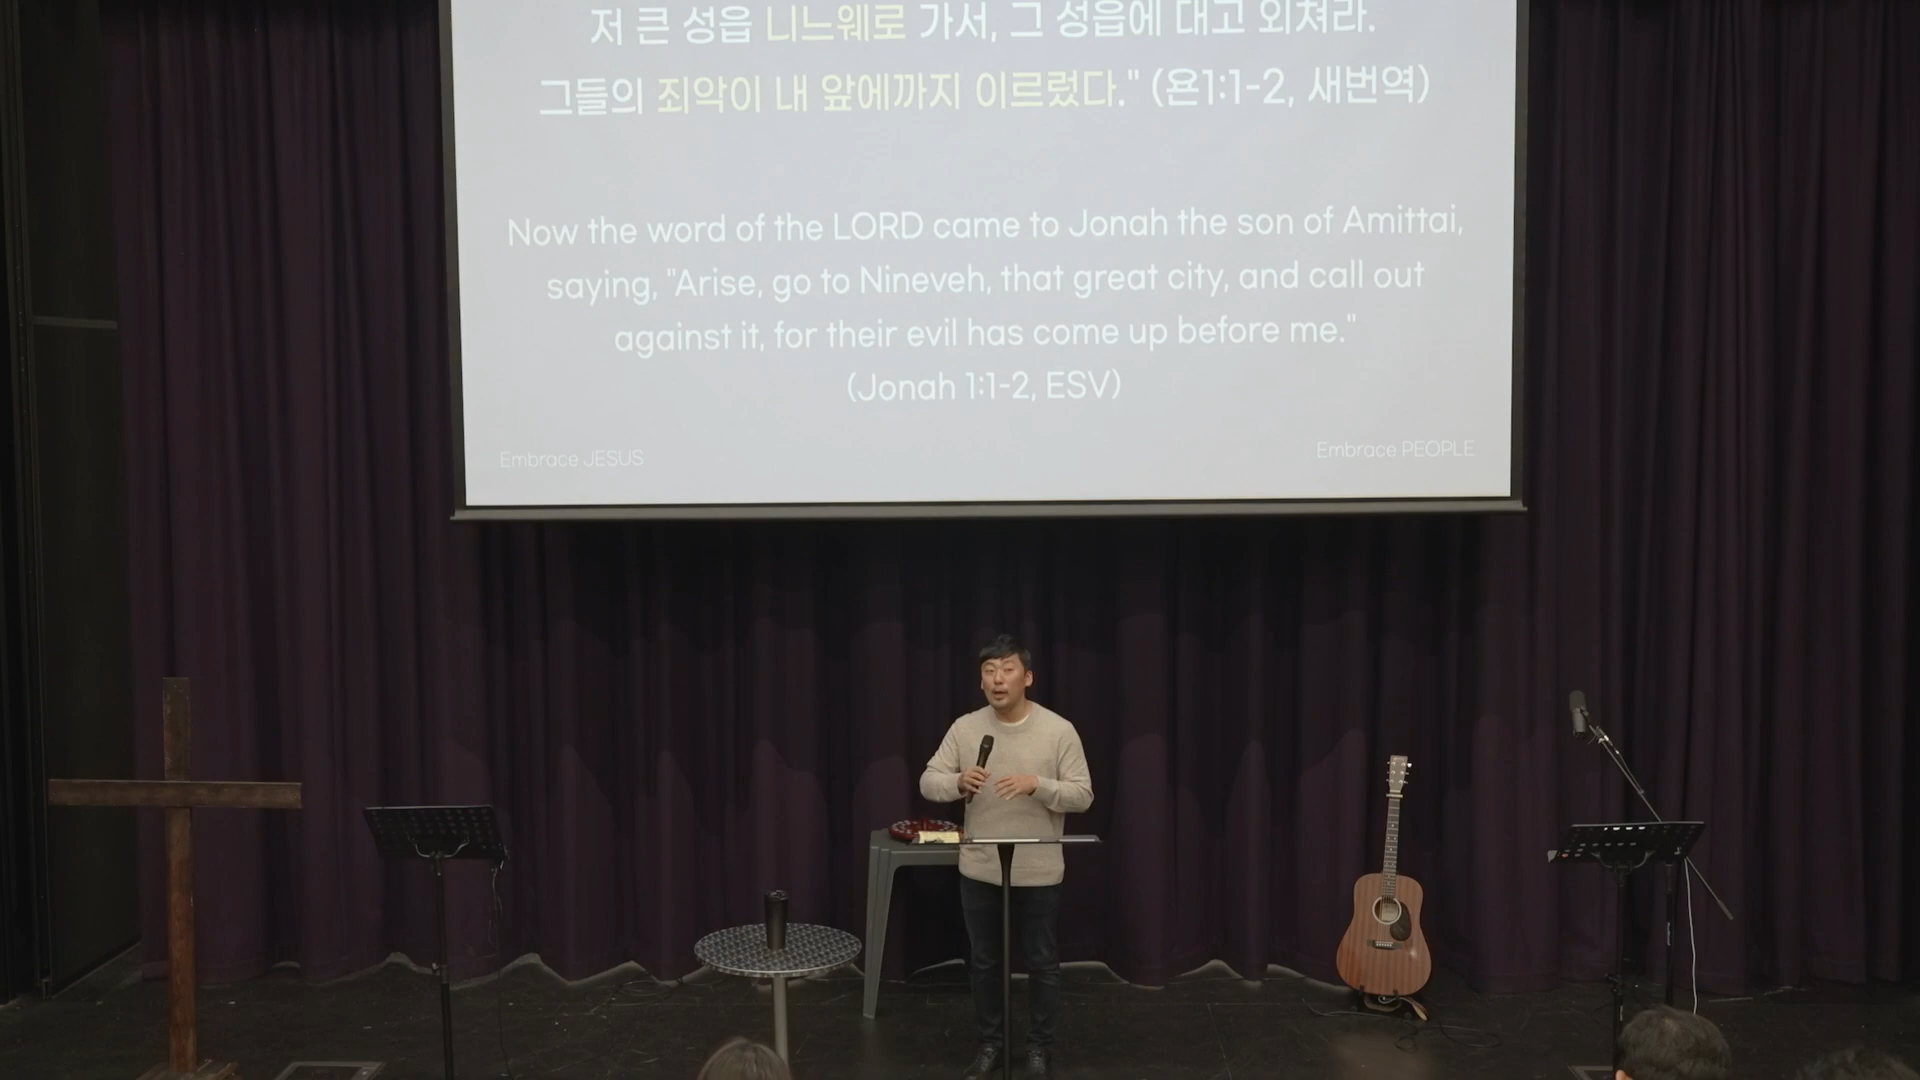 저 큰 성읍 니느웨로 가서, 그 성읍에 대고 외쳐라.
그들의 죄악이 내 앞에까지 이르렀다." (욘1:1-2, 새번역)
Now the word of the LORD came to Jonah the son of Amittai,
saying, "Arise, go to Nineveh, that great city, and call out
against it, for their evil has come up before me."
(Jonah 1:1-2, ESV)
Embrace JESUS
Embrace PEOPLE